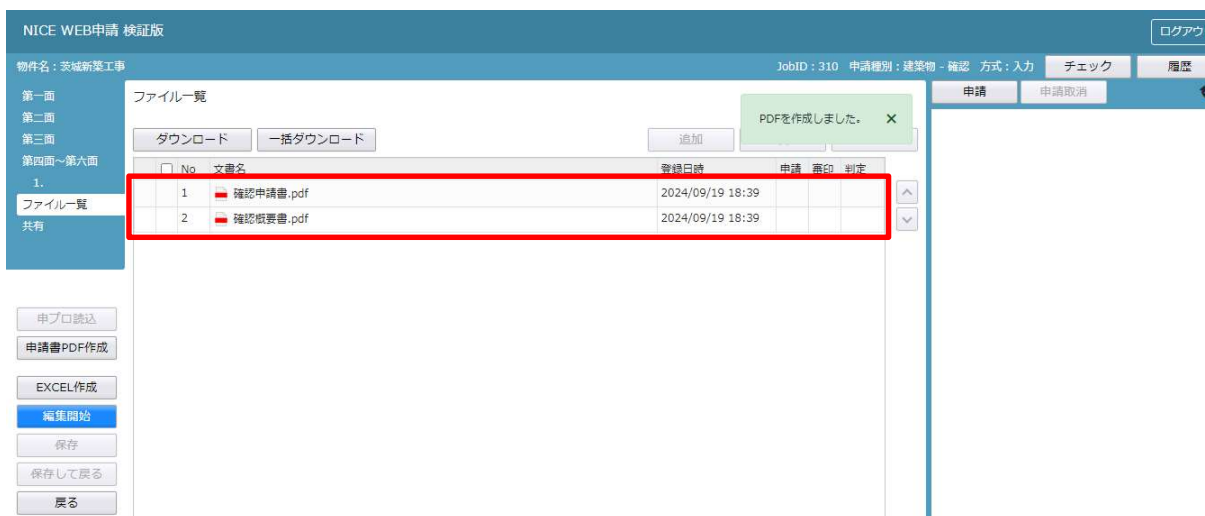 NICE WEB申請 検証版
ログアウ
物件名：茨城新築工事
JobID：310 申請種別：建築物 - 確認 方式：入力
チェック
履歴
第一面
第二面
第三面
第四面～第六面
1.
ファイル一覧
共有
申プロ読込
申請書PDF作成
EXCEL作成
編集開始
保存
保存して戻る
戻る
ファイル一覧
PDFを作成しました。 ×
ダウンロード
一括ダウンロード
追加
No 文書名 登録日時 申請 審印 判定
1 確認申請書.pdf 2024/09/19 18:39
2 確認概要書.pdf 2024/09/19 18:39
申請
申請取消